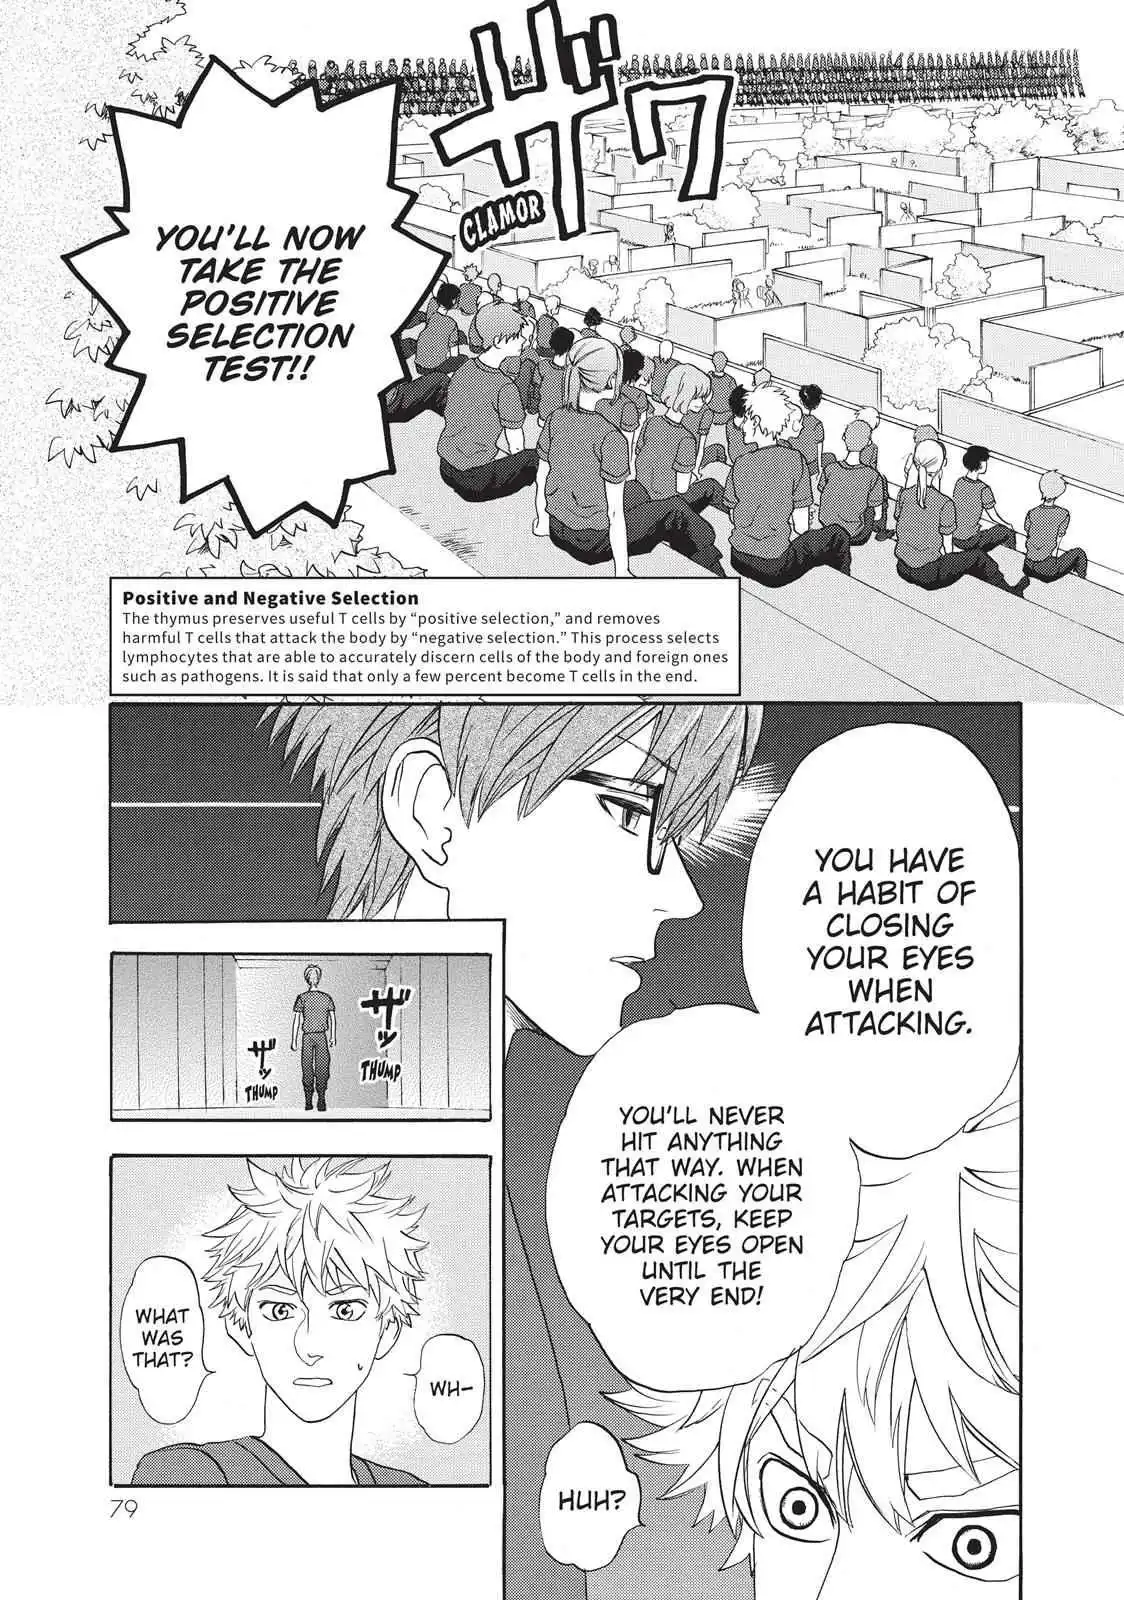 ザワ
CLAMOR
YOU'LL NOW
TAKE THE
POSITIVE
SELECTION
TEST!!
Positive and Negative Selection
The thymus preserves useful T cells by “positive selection,” and removes
harmful T cells that attack the body by “negative selection.” This process selects
lymphocytes that are able to accurately discern cells of the body and foreign ones
such as pathogens. It is said that only a few percent become T cells in the end.
YOU HAVE
A HABIT OF
CLOSING
YOUR EYES
WHEN
ATTACKING.
YOU'LL NEVER
HIT ANYTHING
THAT WAY. WHEN
ATTACKING YOUR
TARGETS, KEEP
YOUR EYES OPEN
UNTIL THE
VERY END!
HUH?
ザッ
THUMP
ザッ
THUMP
WH-
WHAT
WAS
THAT?
79